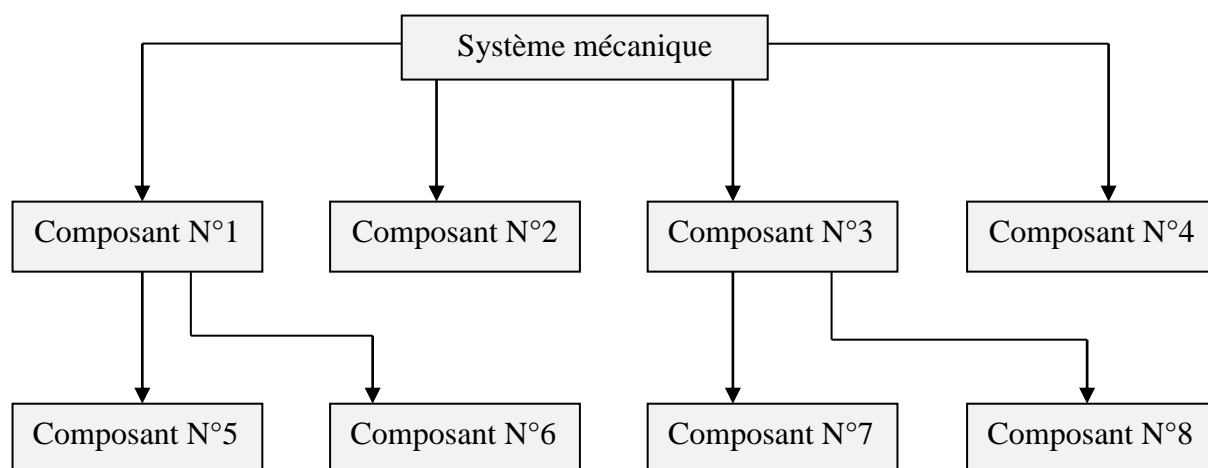 Système mécanique
Composant N°1
Composant N°2
Composant N°3
Composant N°4
Composant N°5
Composant N°6
Composant N°7
Composant N°8